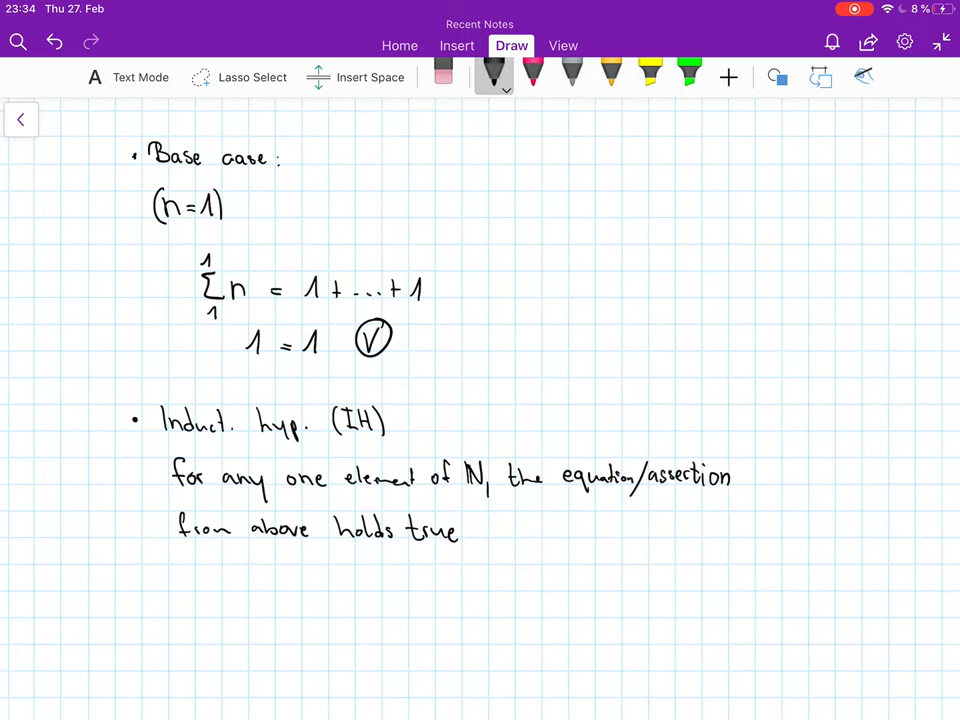 23:34 Thu 27. Feb
8 %
Recent Notes
Home Insert Draw View
Text Mode Lasso Select Insert Space
• Base case:
(n=1)
1
∑ n = 1 + ... + 1
1
1 = 1 √
• Induct. hyp. (IH)
for any one element of ℕ, the equation/assection
from above holds true